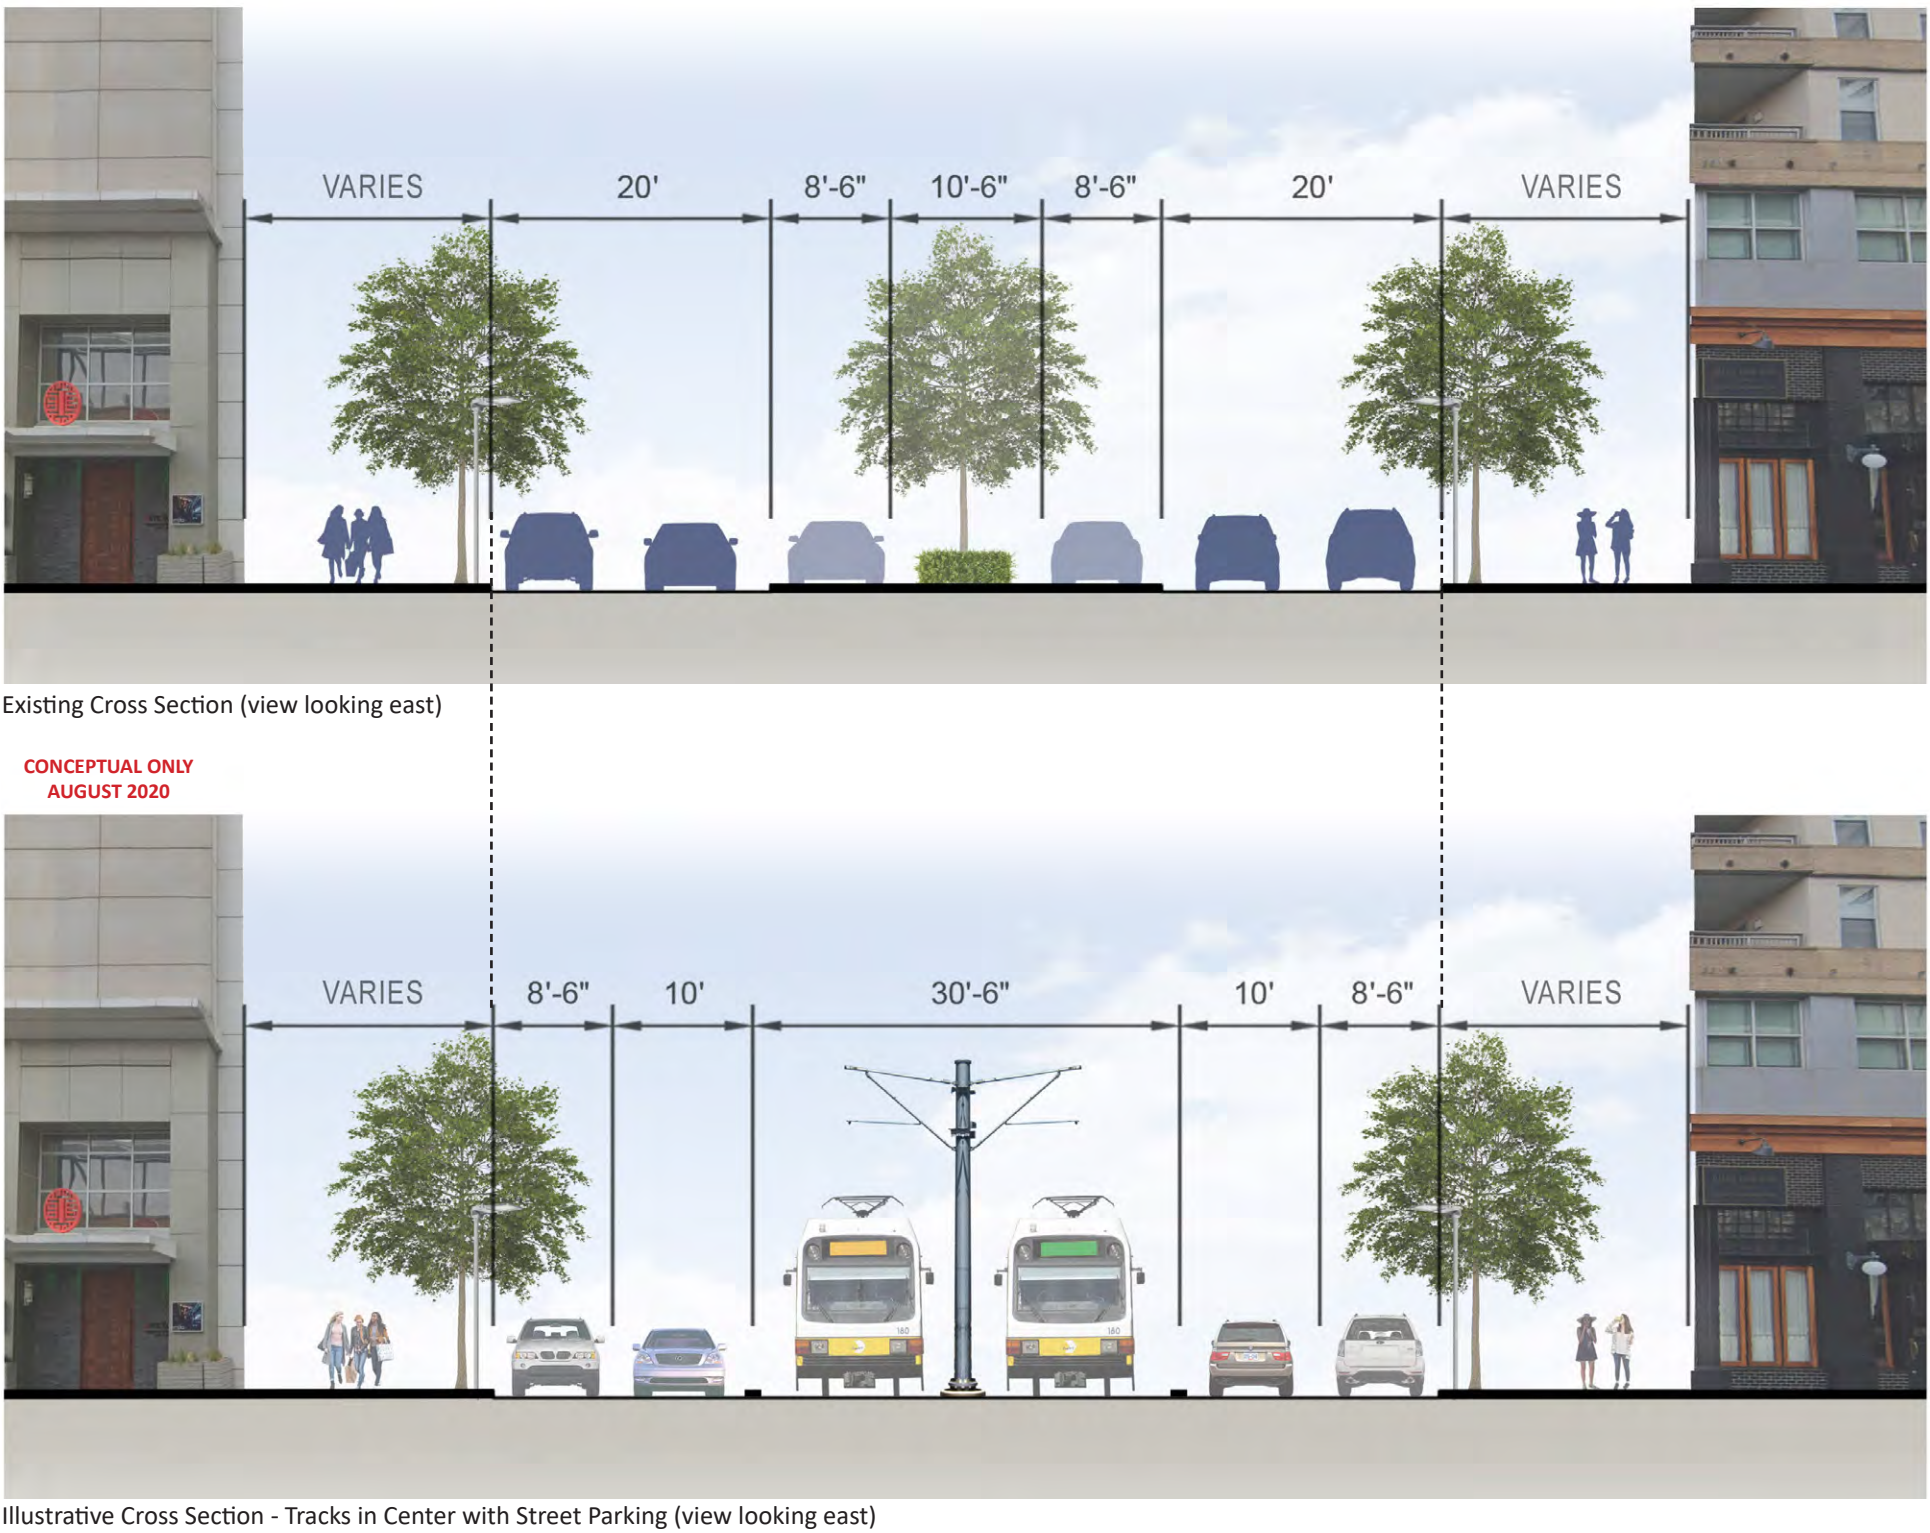 VARIES 20' 8'-6" 10'-6" 8'-6" 20' VARIES
Existing Cross Section (view looking east)
CONCEPTUAL ONLY
AUGUST 2020
VARIES 8'-6" 10' 30'-6" 10' 8'-6" VARIES
160 160
Illustrative Cross Section - Tracks in Center with Street Parking (view looking east)